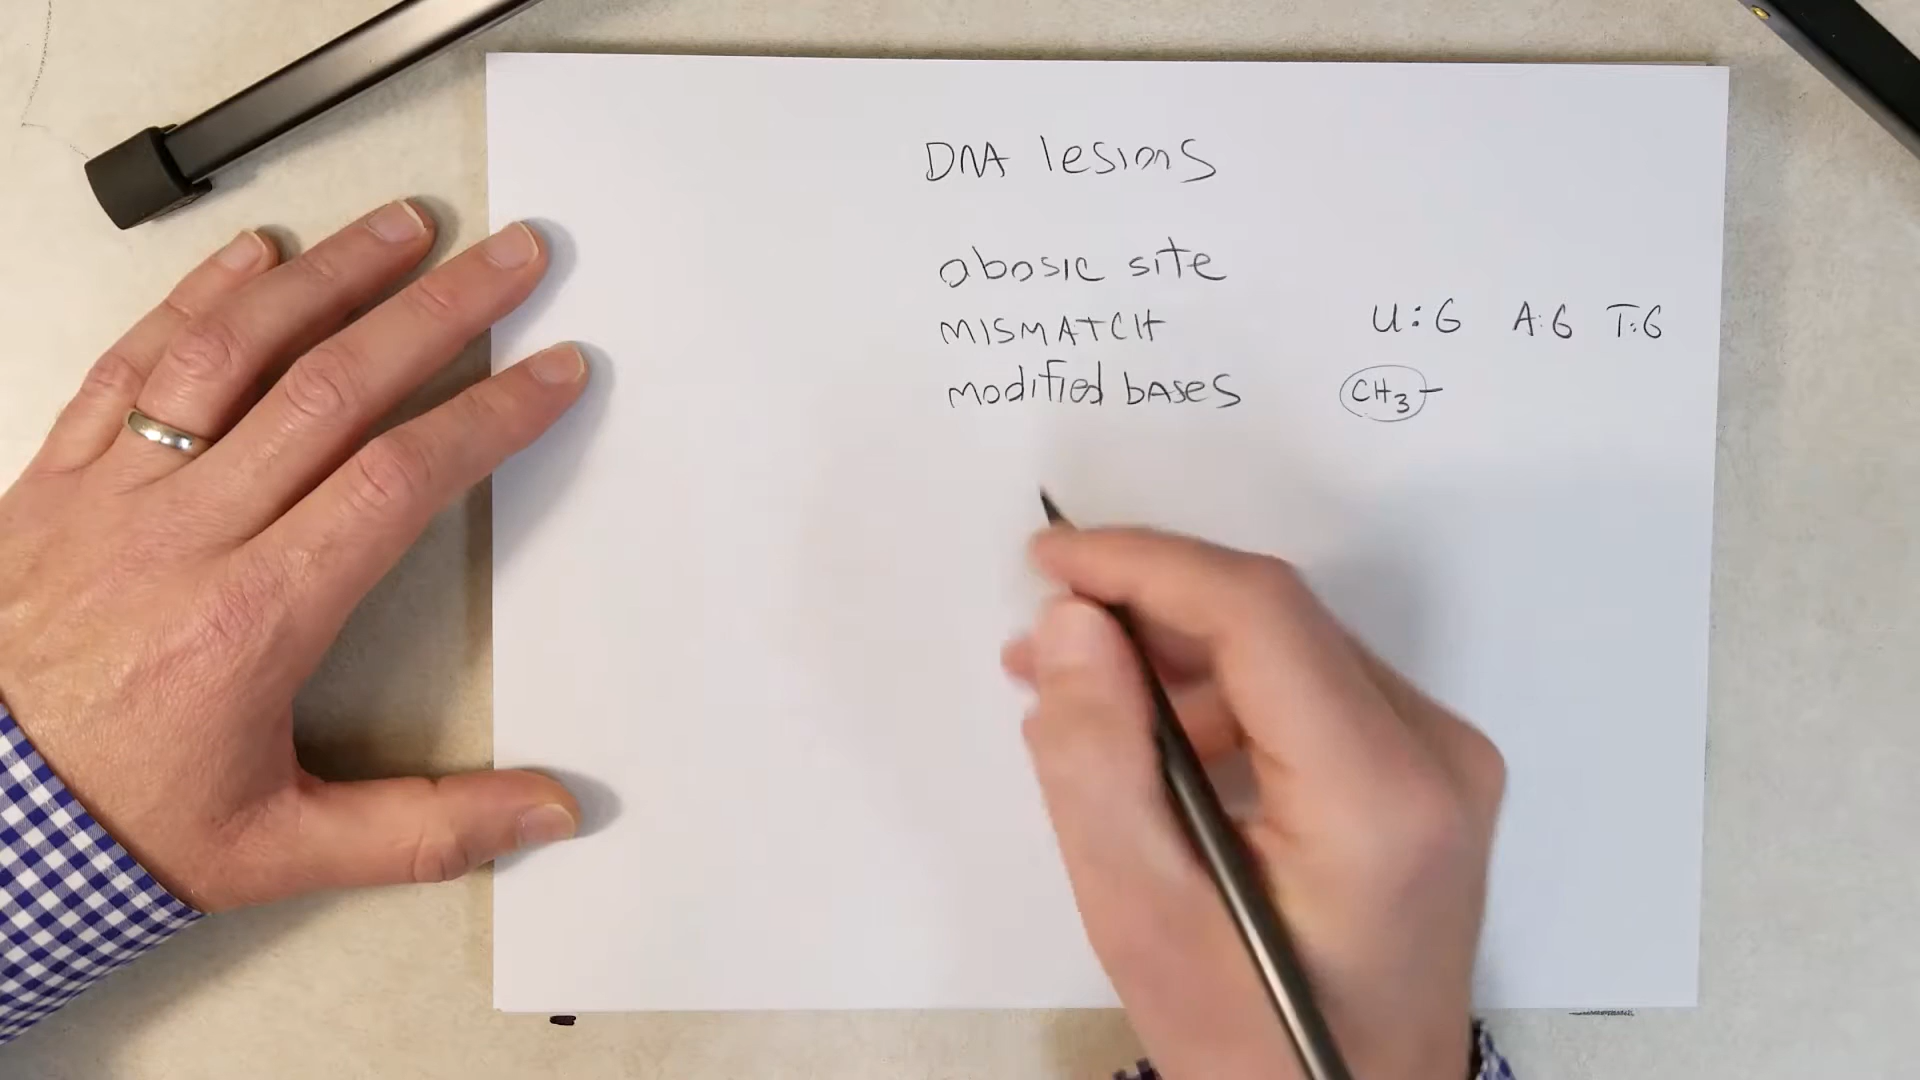 DNA lesions
abasic site
MISMATCH U:G A:G T:G
modified bases CH3-